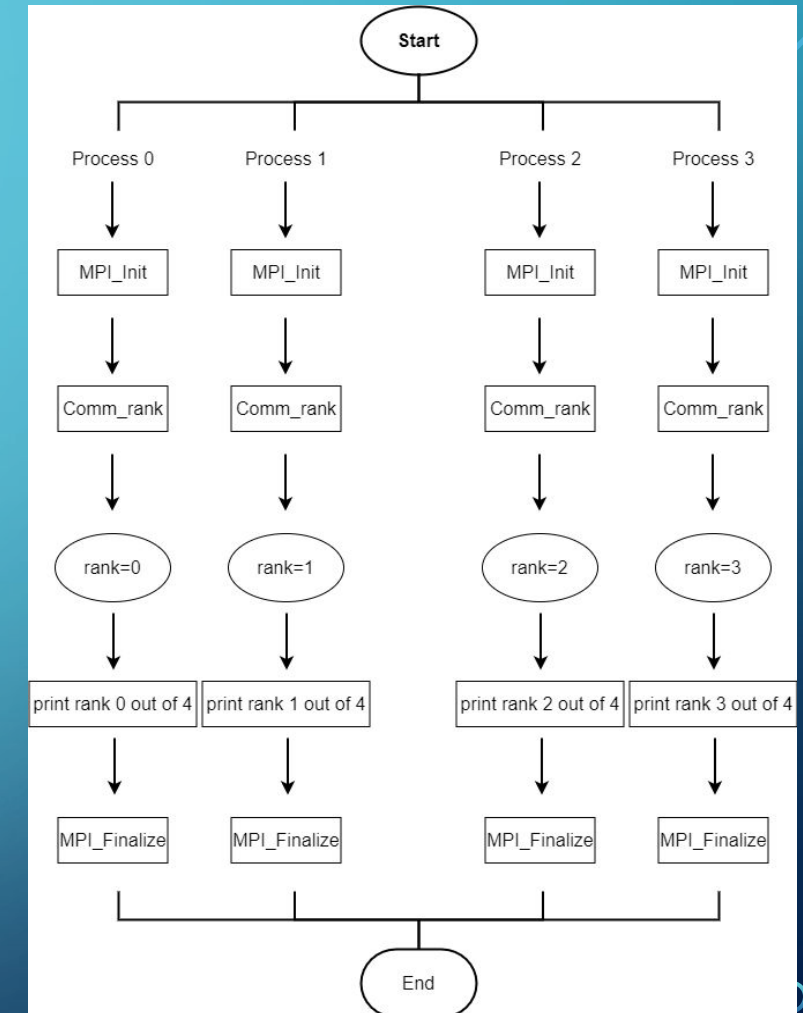 Start
Process 0
Process 1
Process 2
Process 3
MPI_Init
MPI_Init
MPI_Init
MPI_Init
Comm_rank
Comm_rank
Comm_rank
Comm_rank
rank=0
rank=1
rank=2
rank=3
print rank 0 out of 4
print rank 1 out of 4
print rank 2 out of 4
print rank 3 out of 4
MPI_Finalize
MPI_Finalize
MPI_Finalize
MPI_Finalize
End